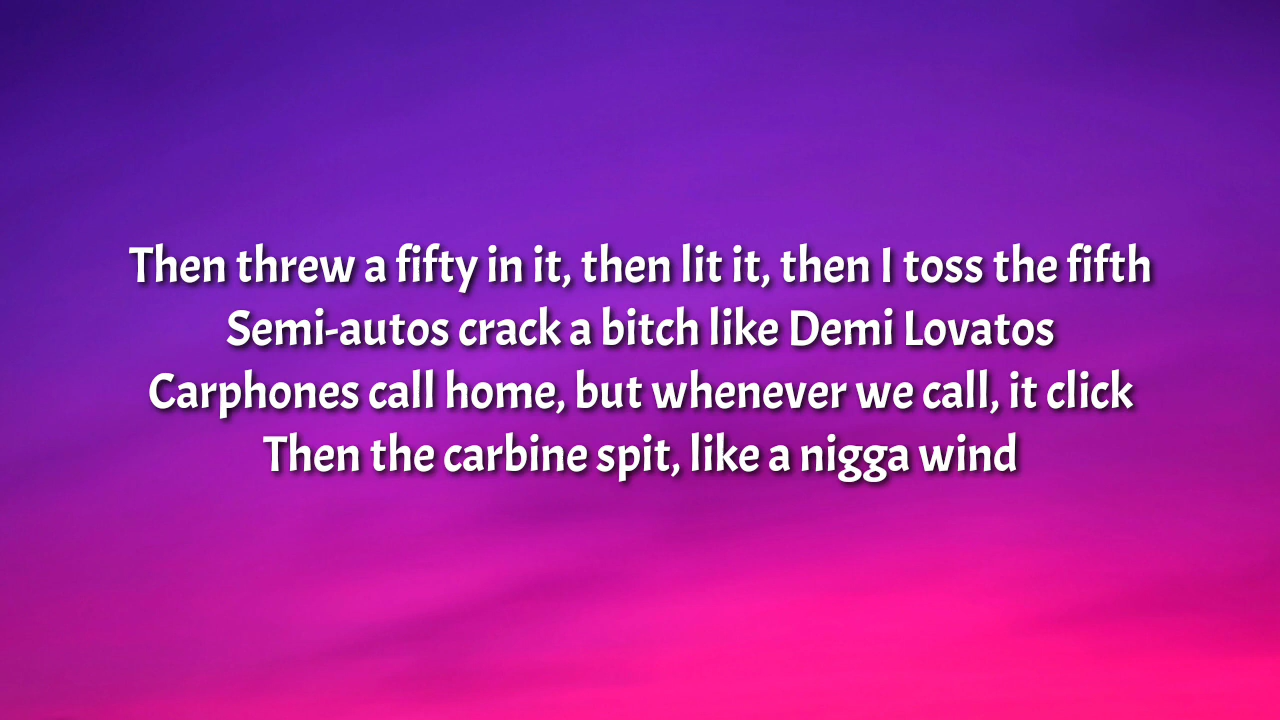 Then threw a fifty in it, then lit it, then I toss the fifth
Semi-autos crack a bitch like Demi Lovatos
Carphones call home, but whenever we call, it click
Then the carbine spit, like a nigga wind